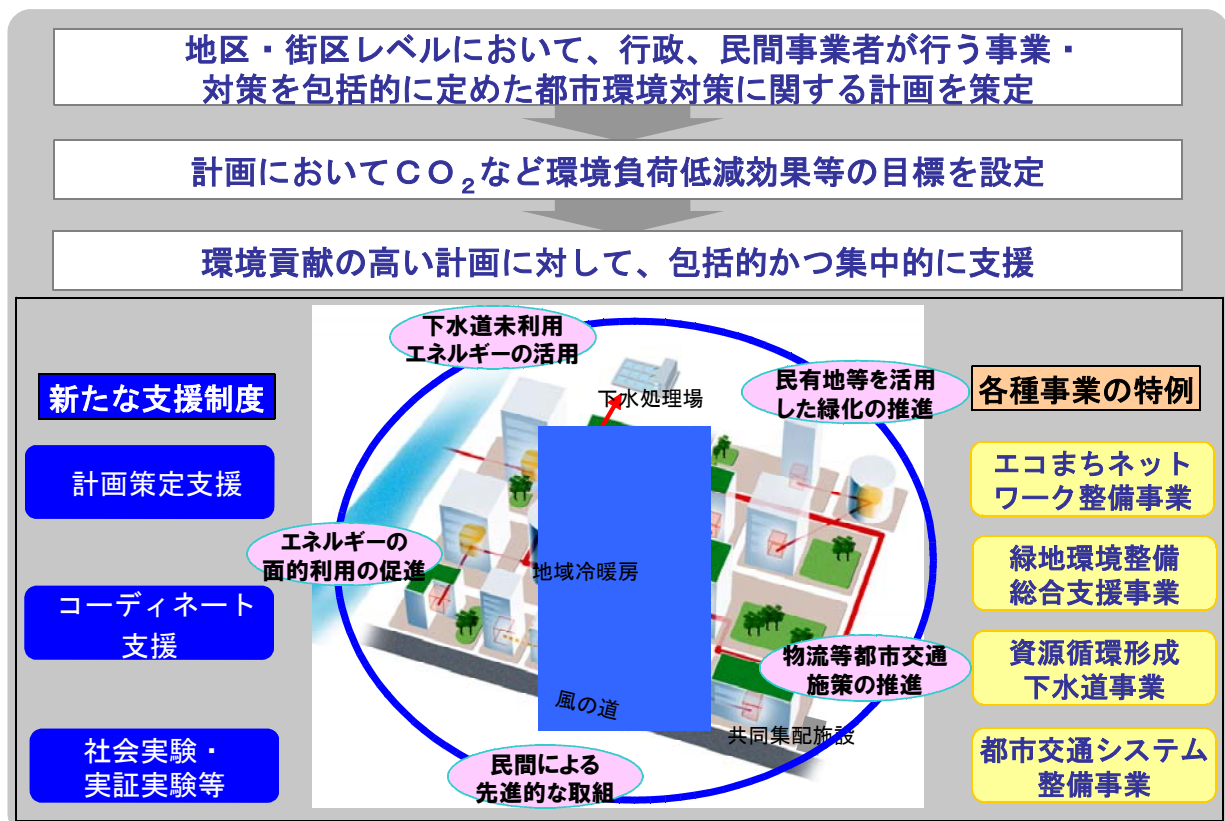 地区・街区レベルにおいて、行政、民間事業者が行う事業・
対策を包括的に定めた都市環境対策に関する計画を策定
計画においてＣＯ₂など環境負荷低減効果等の目標を設定
環境貢献の高い計画に対して、包括的かつ集中的に支援
新たな支援制度
計画策定支援
コーディネート
支援
社会実験・
実証実験等
下水道未利用
エネルギーの活用
下水処理場
民有地等を活用
した緑化の推進
エネルギーの
面的利用の促進
地域冷暖房
物流等都市交通
施策の推進
風の道
共同集配施設
民間による
先進的な取組
各種事業の特例
エコまちネット
ワーク整備事業
緑地環境整備
総合支援事業
資源循環形成
下水道事業
都市交通システム
整備事業